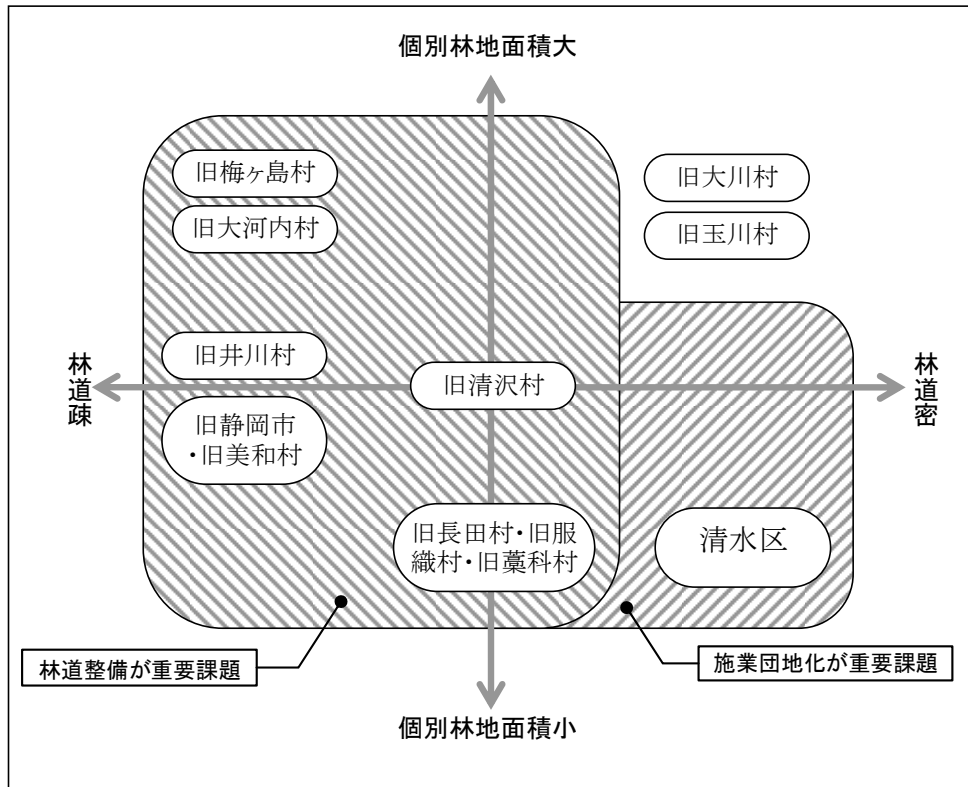 個別林地面積大
旧梅ヶ島村
旧大川村
旧大河内村
旧玉川村
旧井川村
林道疎
旧清沢村
林道密
旧静岡市
・旧美和村
旧長田村・旧服
織村・旧藁科村
清水区
林道整備が重要課題
施業団地化が重要課題
個別林地面積小